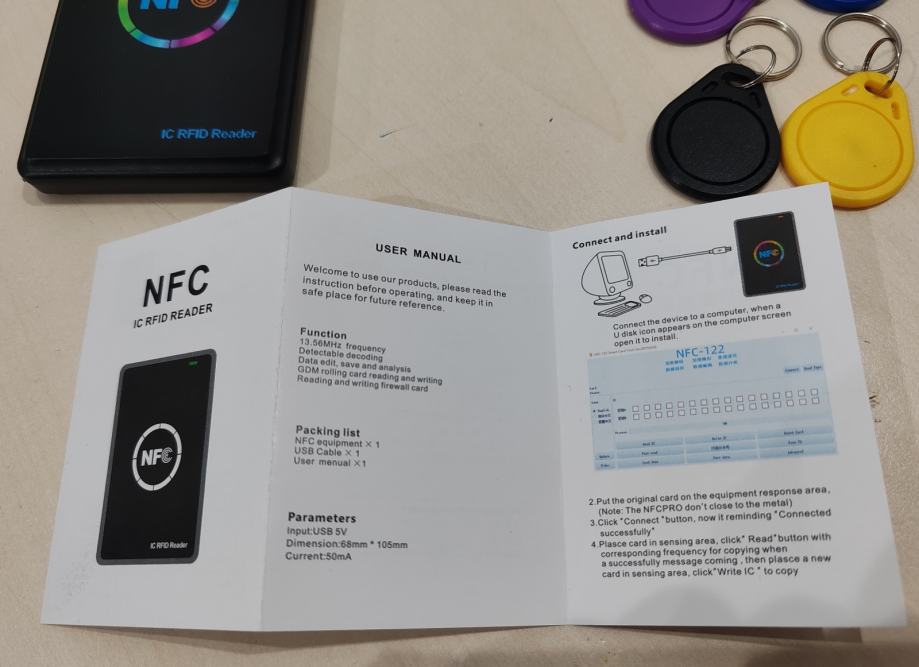 NFC
IC RFID Reader
NFC
IC RFID READER
NFC
IC RFID Reader
USER MANUAL
Welcome to use our products, please read the
instruction before operating, and keep it in
safe place for future reference.
Function
13.56MHz frequency
Detectable decoding
Data edit, save and analysis
GDM rolling card reading and writing
Reading and writing firewall card
Packing list
NFC equipment × 1
USB Cable × 1
User menual ×1
Parameters
Input:USB 5V
Dimension:68mm * 105mm
Current:50mA
Connect and install
NFC
Connect the device to a computer, when a
U disk icon appears on the computer screen
open it to install.
NFC-122
Connect
2.Put the original card on the equipment response area,
(Note: The NFCPRO don't close to the metal)
3.Click "Connect "button, now it reminding "Connected
successfully"
4.Plasce card in sensing area, click" Read"button with
corresponding frequency for copying when
a successfully message coming , then plasce a new
card in sensing area, click"Write IC " to copy